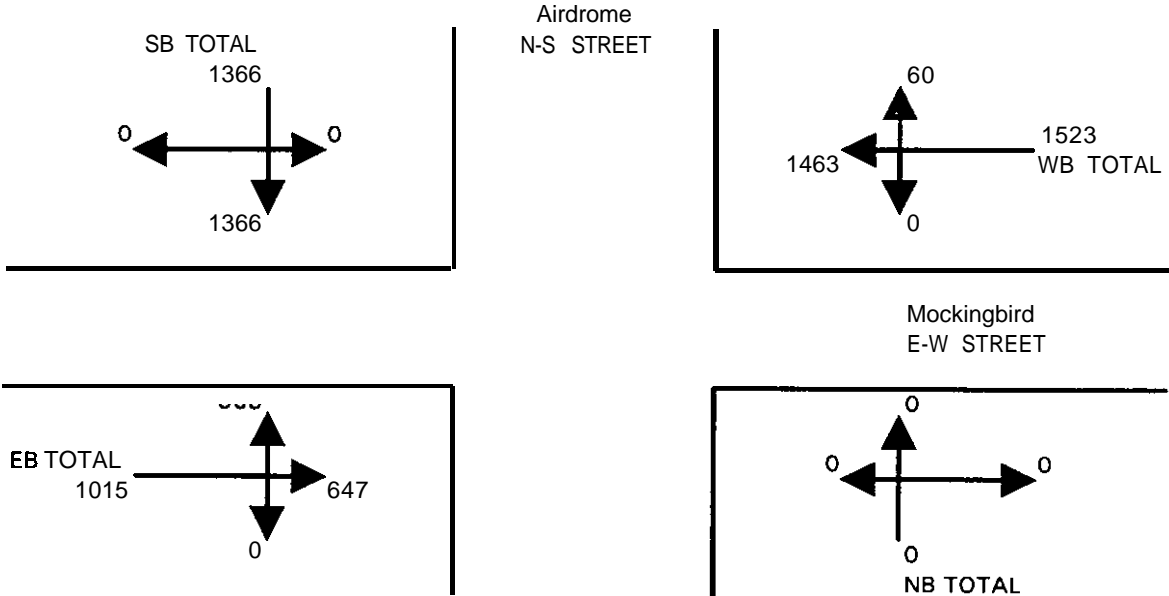 Airdrome
N-S STREET
SB TOTAL
1366
0
0
1366
60
1523
WB TOTAL
1463
0
Mockingbird
E-W STREET
EB TOTAL
1015
647
0
0
0
0
0
NB TOTAL